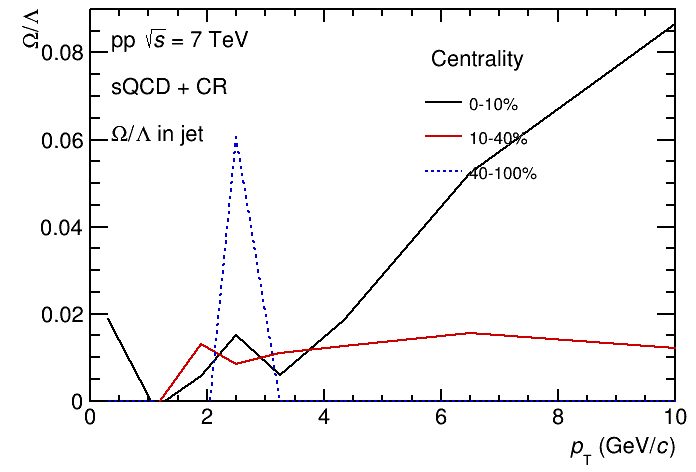 Ω/Λ
pp √s = 7 TeV
sQCD + CR
Ω/Λ in jet
Centrality
0-10%
10-40%
40-100%
0.08
0.06
0.04
0.02
0
0 2 4 6 8 10
p_T (GeV/c)